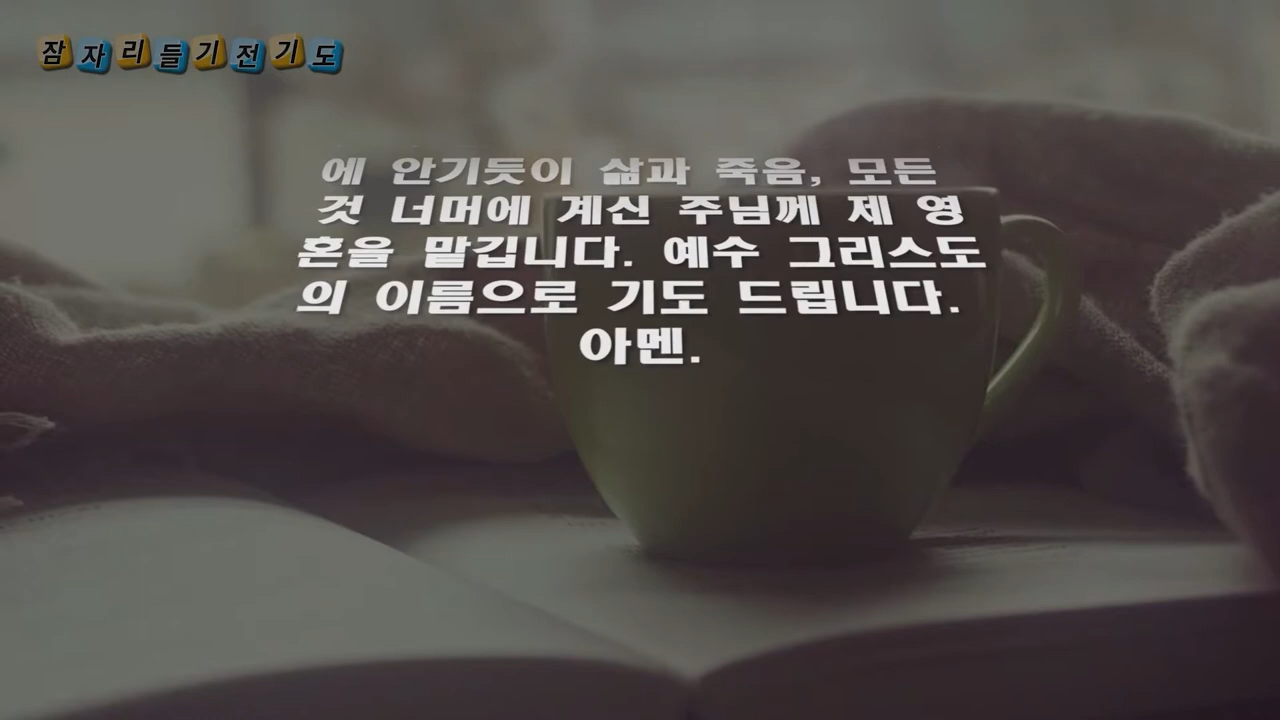 잠자리들기전기도
에 안기듯이 삶과 죽음, 모든
것 너머에 계신 주님께 제 영
혼을 맡깁니다. 예수 그리스도
의 이름으로 기도 드립니다.
아멘.